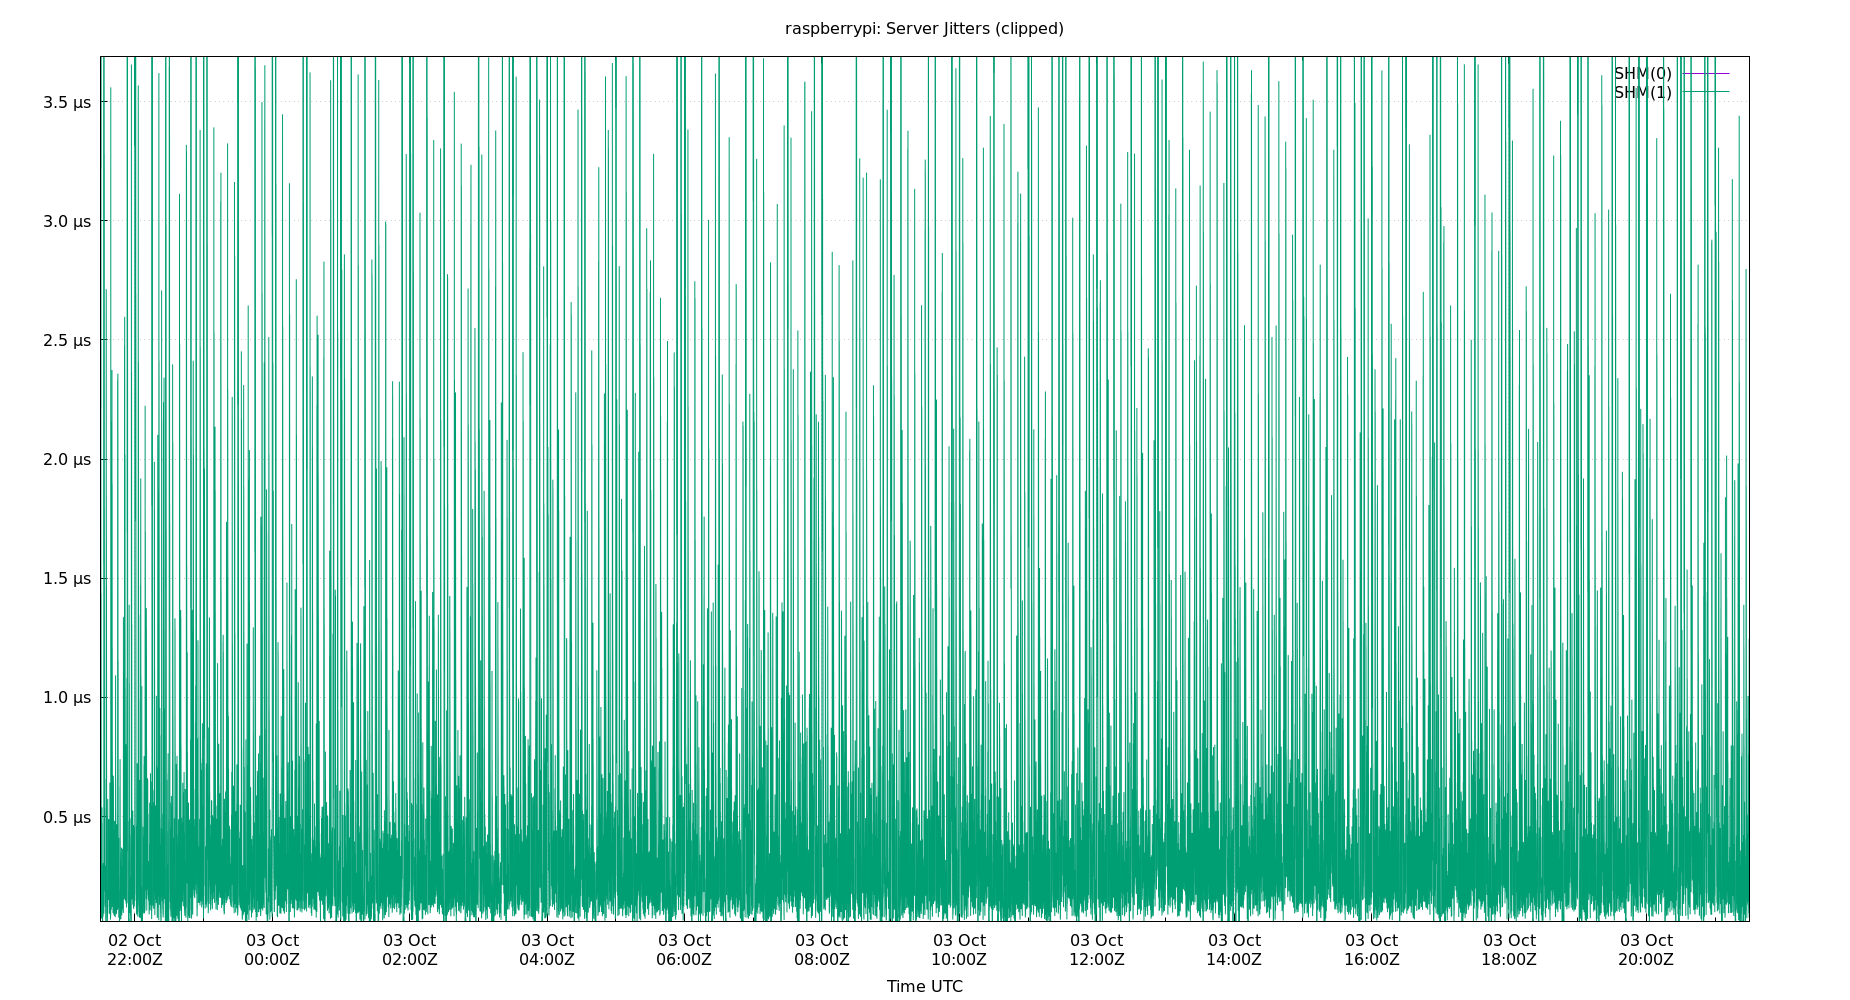 raspberrypi: Server Jitters (clipped)
SHM(0)
SHM(1)
3.5 μs
3.0 μs
2.5 μs
2.0 μs
1.5 μs
1.0 μs
0.5 μs
02 Oct 03 Oct 03 Oct 03 Oct 03 Oct 03 Oct 03 Oct 03 Oct 03 Oct 03 Oct 03 Oct 03 Oct
22:00Z 00:00Z 02:00Z 04:00Z 06:00Z 08:00Z 10:00Z 12:00Z 14:00Z 16:00Z 18:00Z 20:00Z
Time UTC